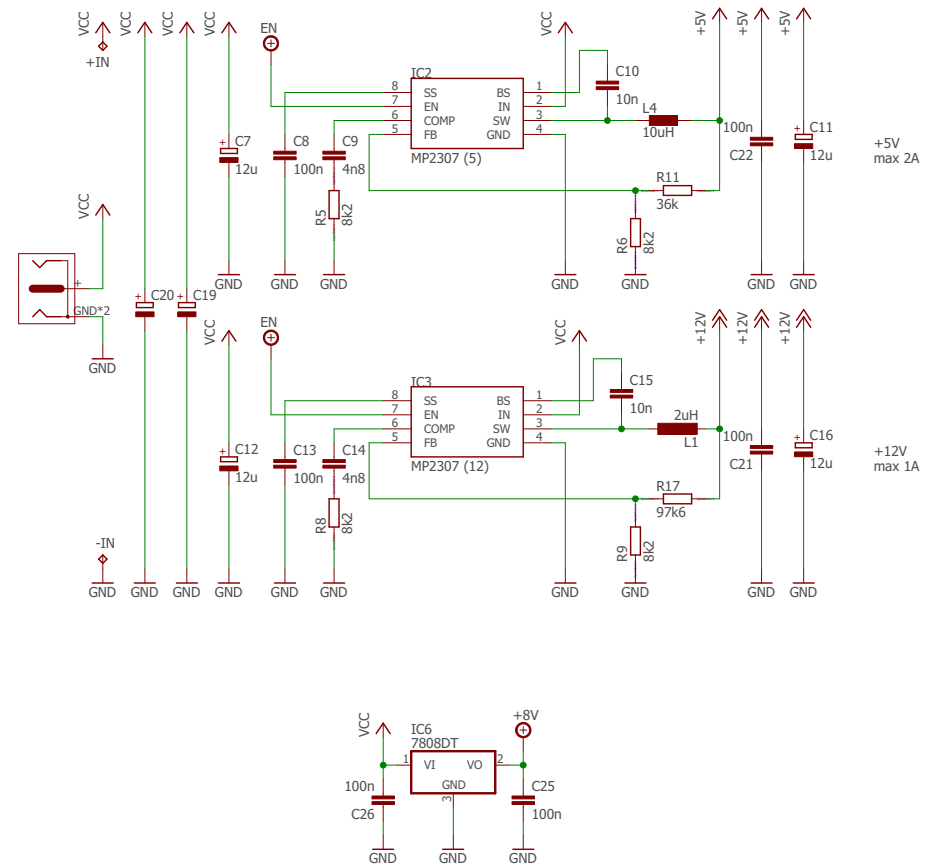 VCC
VCC
VCC
VCC
+IN
EN
VCC
+5V
+5V
+5V
IC2
8 SS BS 1
7 EN IN 2
6 COMP SW 3
5 FB GND 4
MP2307 (5)
C10
10n
L4
10uH
C7
12u
C8
100n
C9
4n8
R5
8k2
R11
36k
R6
8k2
100n
C22
C11
12u
+5V
max 2A
VCC
+
GND*2
GND
GND
GND
GND
GND
GND
GND
GND
+
C20
+
C19
+
+
VCC
EN
VCC
+12V
+12V
+12V
IC3
8 SS BS 1
7 EN IN 2
6 COMP SW 3
5 FB GND 4
MP2307 (12)
C15
10n
2uH
L1
+
C12
12u
C13
100n
C14
4n8
R8
8k2
R17
97k6
R9
8k2
100n
C21
+
C16
12u
+12V
max 1A
-IN
GND
GND
GND
GND
GND
GND
GND
GND
GND
GND
VCC
IC6
7808DT
+8V
1 VI VO 2
GND
3
100n
C26
C25
100n
GND
GND
GND